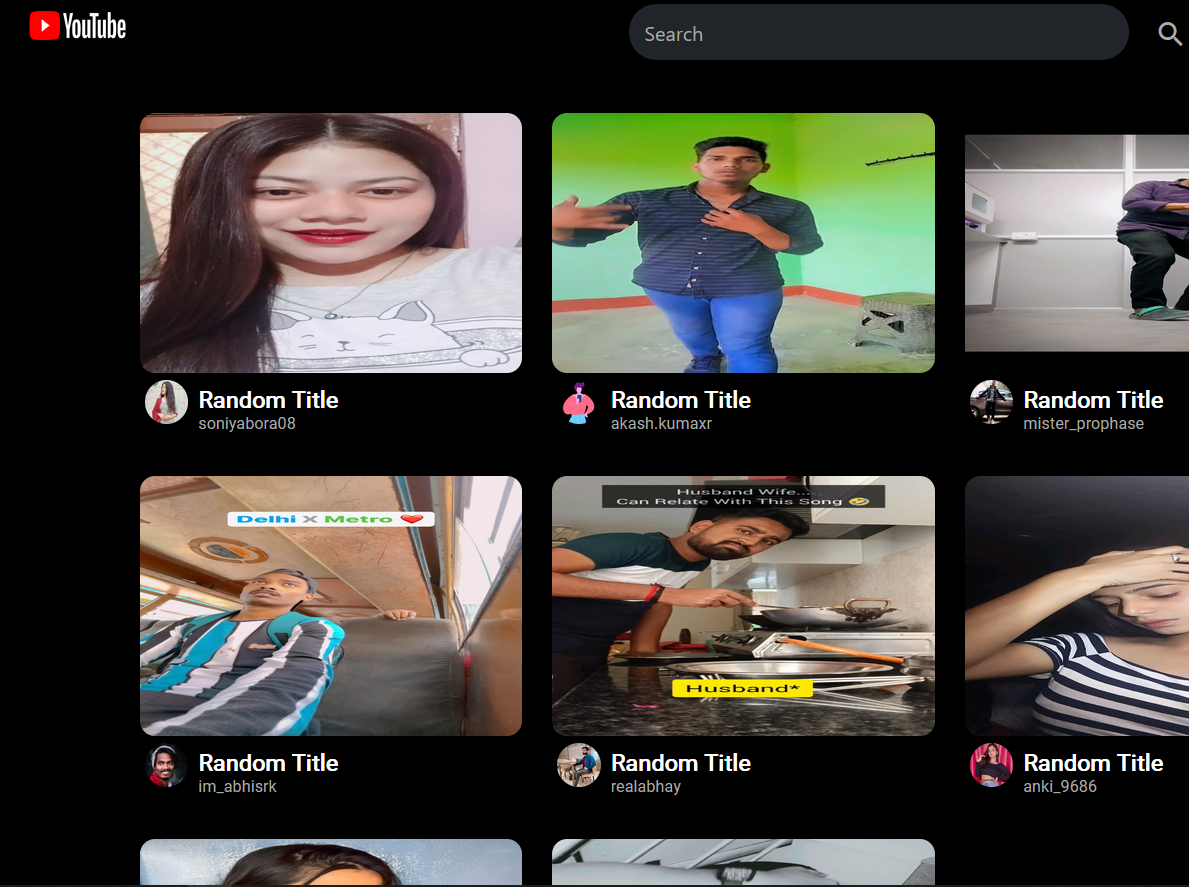 YouTube
Search
Random Title
soniyabora08
Random Title
akash.kumaxr
Random Title
mister_prophase
Delhi X Metro ❤️
Husband Wife....
Can Relate With This Song 🤣
Husband*
Random Title
im_abhisrk
Random Title
realabhay
Random Title
anki_9686